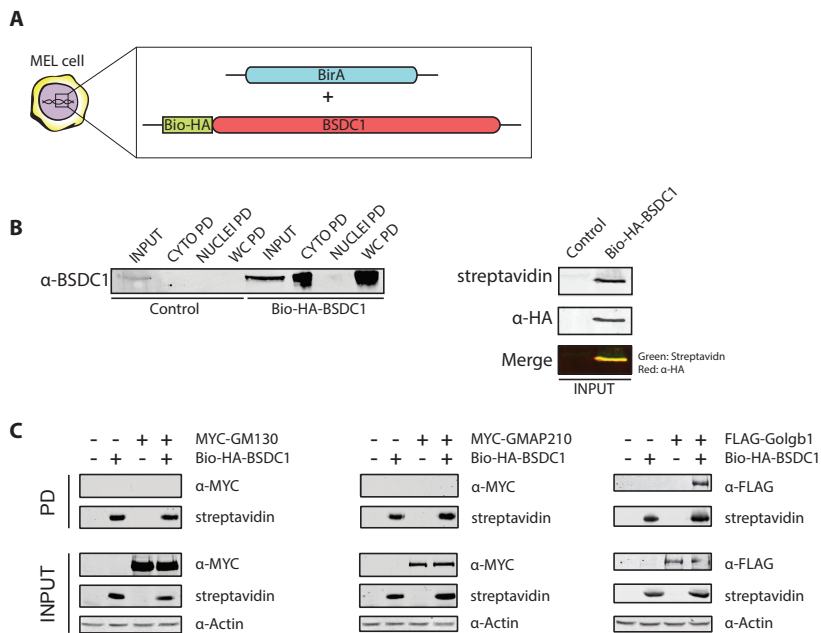 A
MEL cell
BirA
+
Bio-HA BSDC1
B
INPUT CYTO PD NUCLEI PD WC PD INPUT CYTO PD NUCLEI PD WC PD
α-BSDC1
Control Bio-HA-BSDC1
Control Bio-HA-BSDC1
streptavidin
α-HA
Merge
Green: Streptavidn
Red: α-HA
INPUT
C
- - + + MYC-GM130
- + - + Bio-HA-BSDC1
PD
α-MYC
streptavidin
INPUT
α-MYC
streptavidin
α-Actin
- - + + MYC-GMAP210
- + - + Bio-HA-BSDC1
α-MYC
streptavidin
α-MYC
streptavidin
α-Actin
- - + + FLAG-Golgb1
- + - + Bio-HA-BSDC1
α-FLAG
streptavidin
α-FLAG
streptavidin
α-Actin